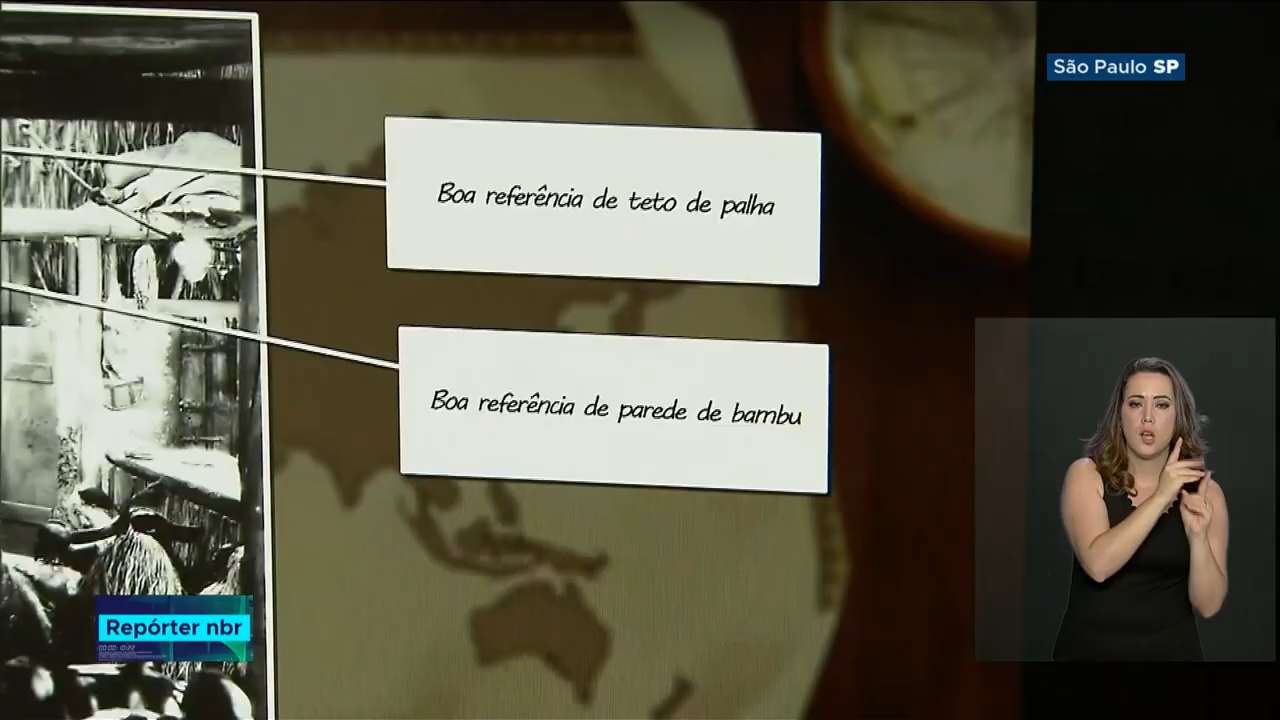 São Paulo SP
Boa referência de teto de palha
Boa referência de parede de bambu
Repórter nbr